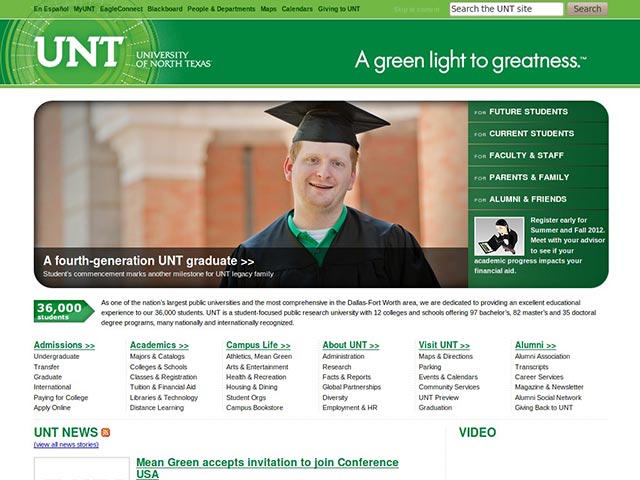 En Español MyUNT EagleConnect Blackboard People & Departments Maps Calendars Giving to UNT Skip to content Search the UNT site Search
UNT UNIVERSITY
OF NORTH TEXAS
A green light to greatness.™
FOR FUTURE STUDENTS
FOR CURRENT STUDENTS
FOR FACULTY & STAFF
FOR PARENTS & FAMILY
FOR ALUMNI & FRIENDS
Register early for
Summer and Fall 2012.
Meet with your advisor
to see if your
academic progress impacts your
financial aid.
A fourth-generation UNT graduate >>
Student's commencement marks another milestone for UNT legacy family
36,000
students
As one of the nation's largest public universities and the most comprehensive in the Dallas-Fort Worth area, we are dedicated to providing an excellent educational
experience to our 36,000 students. UNT is a student-focused public research university with 12 colleges and schools offering 97 bachelor's, 82 master's and 35 doctoral
degree programs, many nationally and internationally recognized.
Admissions >>
Undergraduate
Transfer
Graduate
International
Paying for College
Apply Online
Academics >>
Majors & Catalogs
Colleges & Schools
Classes & Registration
Tuition & Financial Aid
Libraries & Technology
Distance Learning
Campus Life >>
Athletics, Mean Green
Arts & Entertainment
Health & Recreation
Housing & Dining
Student Orgs
Campus Bookstore
About UNT >>
Administration
Research
Facts & Reports
Global Partnerships
Diversity
Employment & HR
Visit UNT >>
Maps & Directions
Parking
Events & Calendars
Community Services
UNT Preview
Graduation
Alumni >>
Alumni Association
Transcripts
Career Services
Magazine & Newsletter
Alumni Social Network
Giving Back to UNT
UNT NEWS
(view all news stories)
Mean Green accepts invitation to join Conference
USA
VIDEO